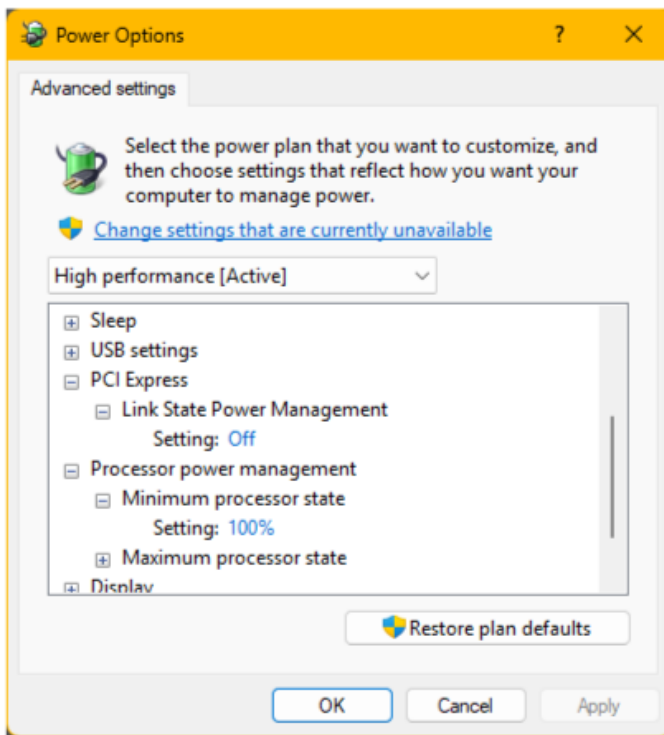 Power Options
?
Advanced settings
Select the power plan that you want to customize, and
then choose settings that reflect how you want your
computer to manage power.
Change settings that are currently unavailable
High performance [Active]
Sleep
USB settings
PCI Express
Link State Power Management
Setting: Off
Processor power management
Minimum processor state
Setting: 100%
Maximum processor state
Display
Restore plan defaults
OK Cancel Apply